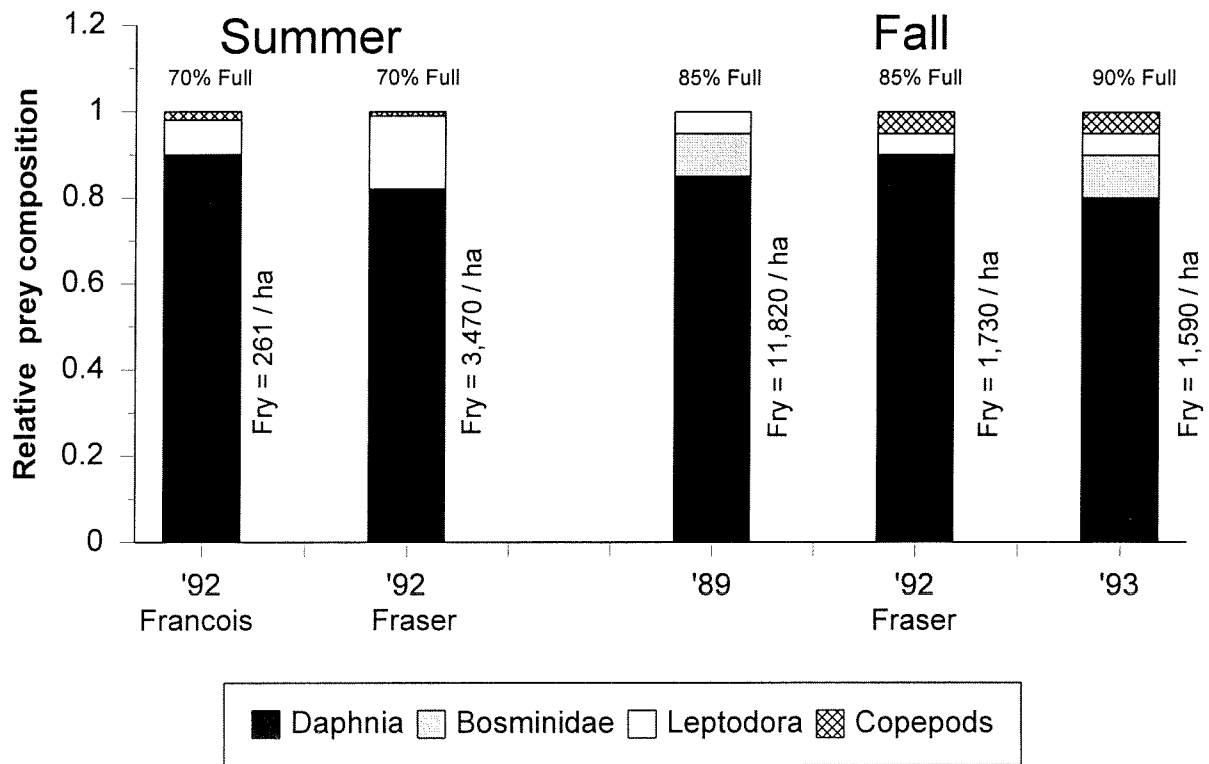 Summer Fall
70% Full 70% Full 85% Full 85% Full 90% Full
Relative prey composition
1.2
1
0.8
0.6
0.4
0.2
0
Fry = 261 / ha
Fry = 3,470 / ha
Fry = 11,820 / ha
Fry = 1,730 / ha
Fry = 1,590 / ha
'92 '92 '89 '92 '93
Francois Fraser Fraser
Daphnia Bosminidae Leptodora Copepods